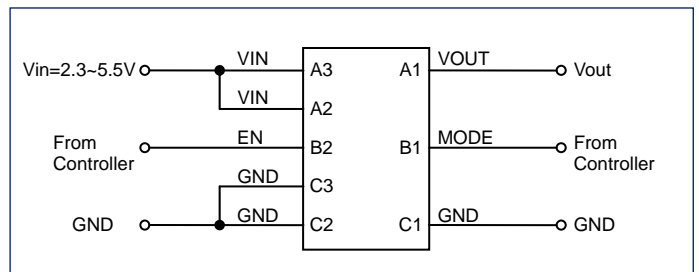 VIN
VOUT
Vin=2.3~5.5V
A3
A1
Vout
VIN
A2
EN
MODE
From
Controller
B2
B1
From
Controller
GND
C3
GND
GND
GND
C2
C1
GND